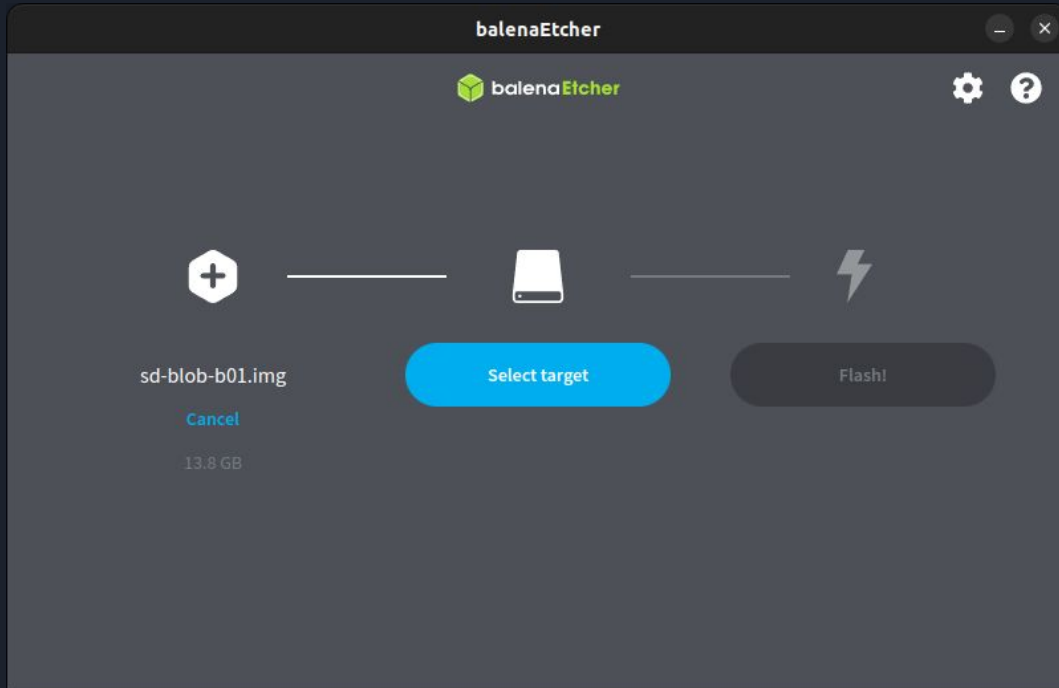 balenaEtcher
balenaEtcher
sd-blob-b01.img
Cancel
13.8 GB
Select target
Flash!